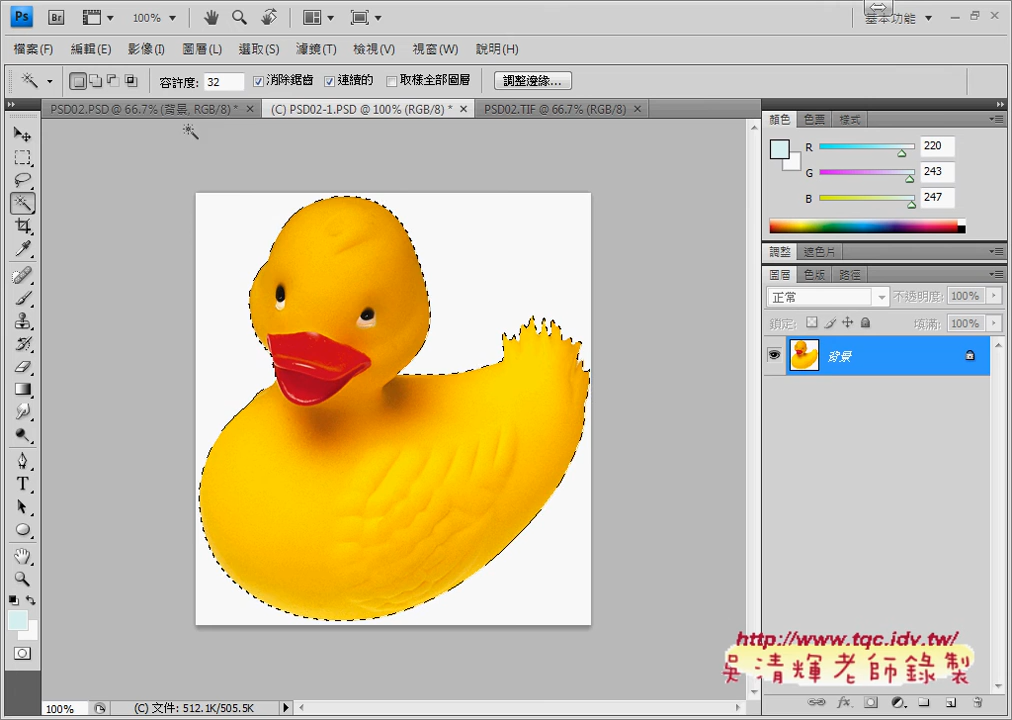 Ps Br 100% 基本功能
檔案(F) 編輯(E) 影像(I) 圖層(L) 選取(S) 濾鏡(T) 檢視(V) 視窗(W) 說明(H)
容許度: 32 消除鋸齒 連續的 取樣全部圖層 調整邊緣...
PSD02.PSD @ 66.7% (背景, RGB/8) * × (C) PSD02-1.PSD @ 100% (RGB/8) * × PSD02.TIF @ 66.7% (RGB/8) ×
顏色 色票 樣式
R 220
G 243
B 247
調整 遮色片
圖層 色版 路徑
正常 不透明度: 100%
鎖定: 填滿: 100%
背景
T
http://www.tqc.idv.tw/
吳清輝老師錄製
fx
100% (C) 文件: 512.1K/505.5K